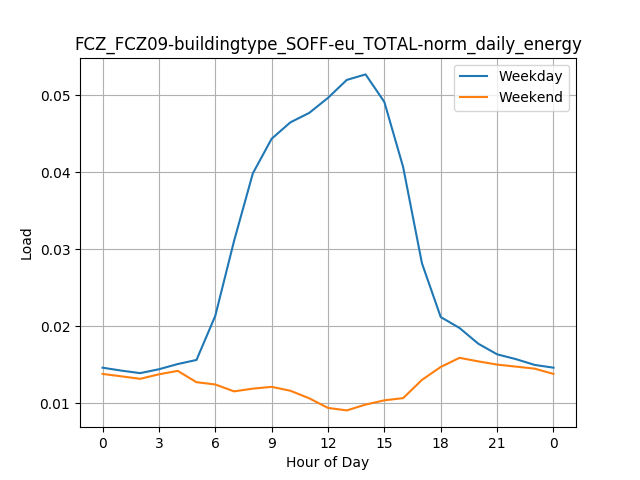 FCZ_FCZ09-buildingtype_SOFF-eu_TOTAL-norm_daily_energy
Weekday
Weekend
0.05
0.04
0.03
0.02
0.01
Load
0 3 6 9 12 15 18 21 0
Hour of Day